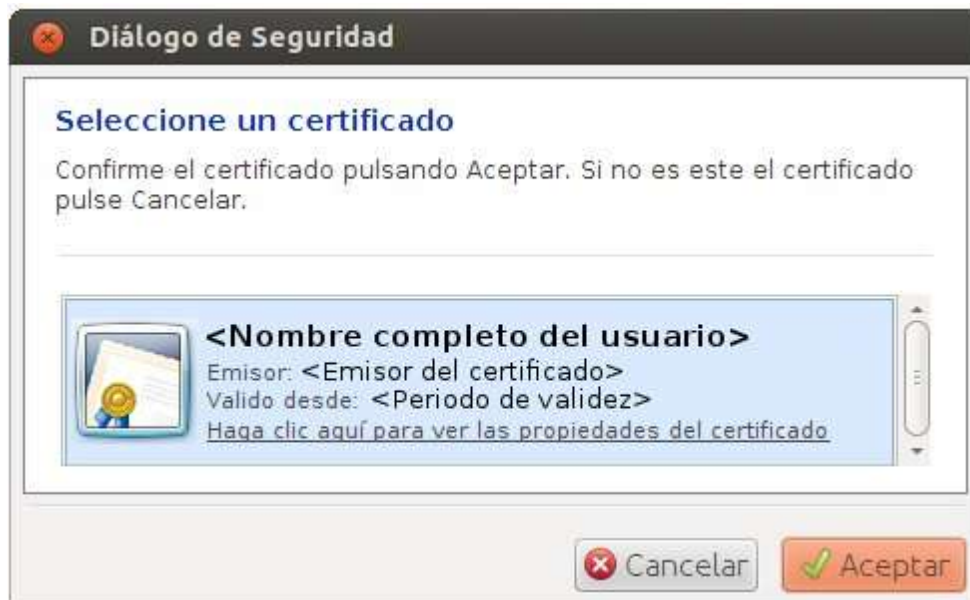 Diálogo de Seguridad
Seleccione un certificado
Confirme el certificado pulsando Aceptar. Si no es este el certificado
pulse Cancelar.
<Nombre completo del usuario>
Emisor: <Emisor del certificado>
Valido desde: <Periodo de validez>
Haga clic aquí para ver las propiedades del certificado
Cancelar
Aceptar